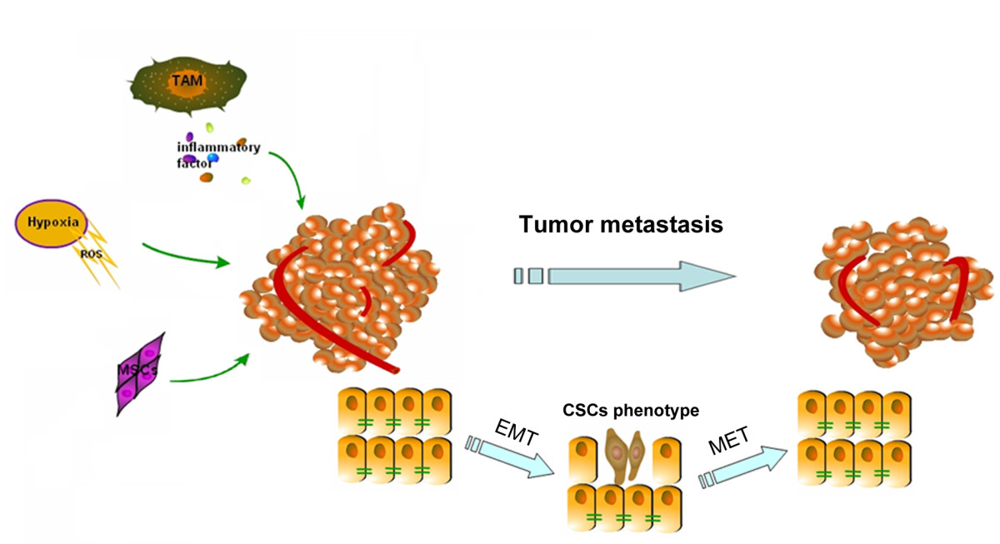 TAM
inflammatory
factor
Hypoxia
ROS
MSCs
Tumor metastasis
EMT
CSCs phenotype
MET